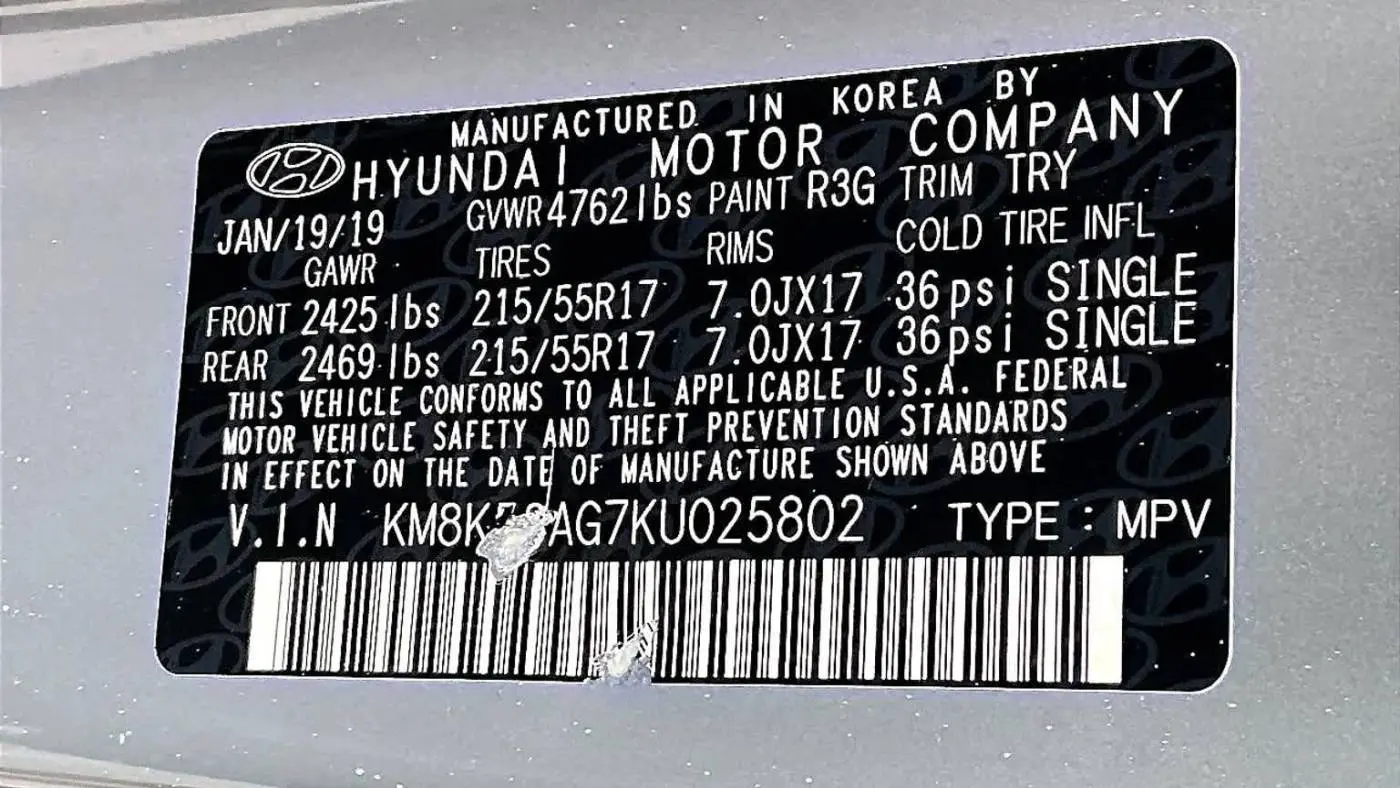 MANUFACTURED IN KOREA BY
HYUNDAI MOTOR COMPANY
JAN/19/19 GVWR 4762lbs PAINT R3G TRIM TRY
GAWR TIRES RIMS COLD TIRE INFL
FRONT 2425 lbs 215/55R17 7.0JX17 36psi SINGLE
REAR 2469 lbs 215/55R17 7.0JX17 36psi SINGLE
THIS VEHICLE CONFORMS TO ALL APPLICABLE U.S.A. FEDERAL
MOTOR VEHICLE SAFETY AND THEFT PREVENTION STANDARDS
IN EFFECT ON THE DATE OF MANUFACTURE SHOWN ABOVE
V.I.N TYPE : MPV